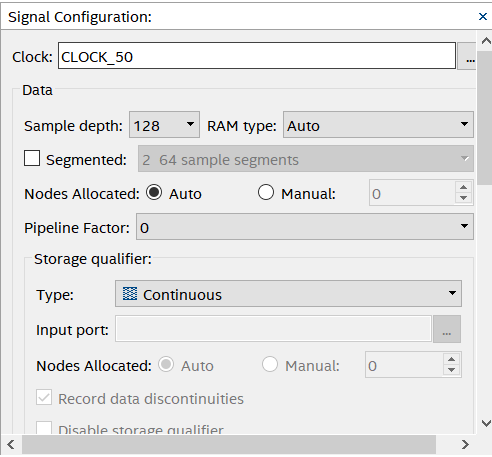 Signal Configuration:
Clock: CLOCK_50 ...
Data
Sample depth: 128 RAM type: Auto
Segmented: 2 64 sample segments
Nodes Allocated: Auto Manual: 0
Pipeline Factor: 0
Storage qualifier:
Type: Continuous
Input port: ...
Nodes Allocated: Auto Manual: 0
Record data discontinuities
Disable storage qualifier